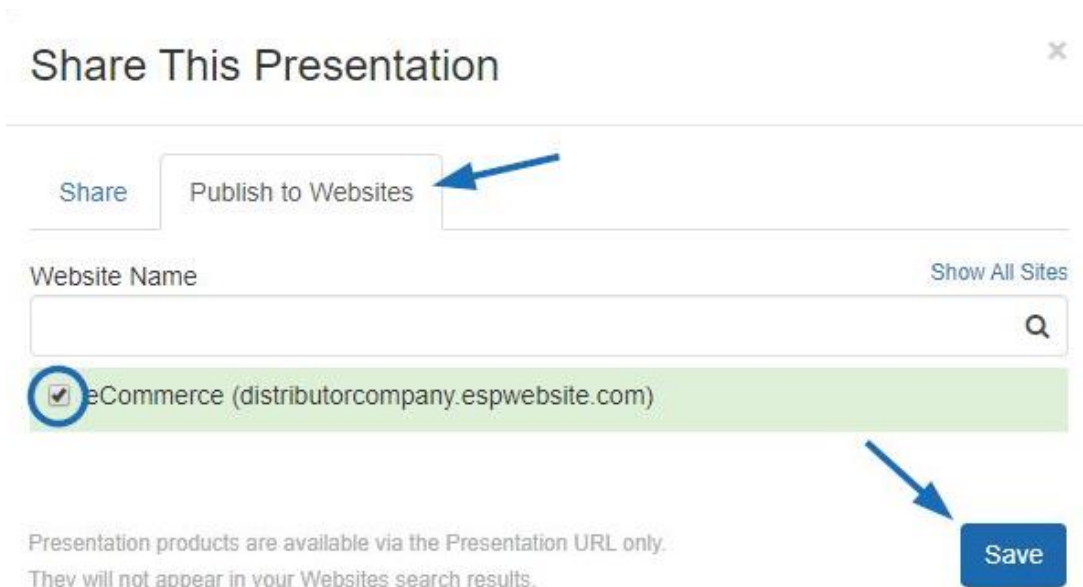 Share This Presentation
×
Share
Publish to Websites
Website Name
Show All Sites
eCommerce (distributorcompany.espwebsite.com)
Presentation products are available via the Presentation URL only.
They will not appear in your Websites search results.
Save